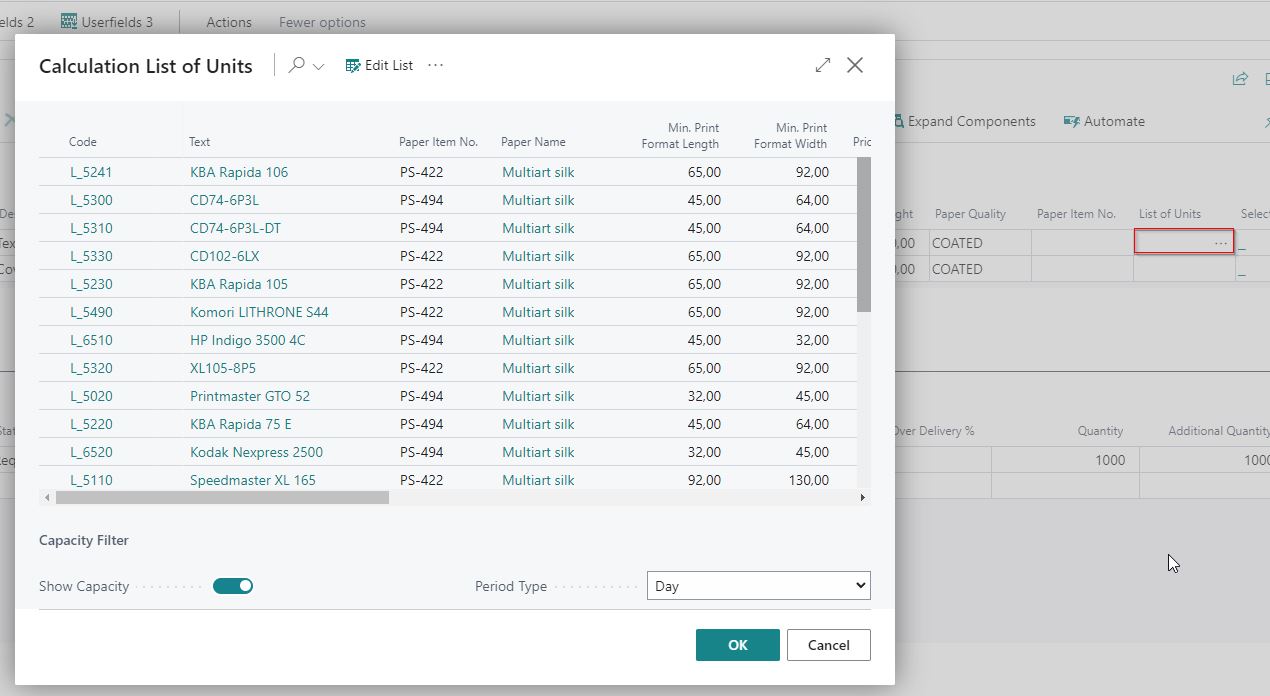 elds 2 Userfields 3 Actions Fewer options
Calculation List of Units Edit List ...
Expand Components Automate
Code Text Paper Item No. Paper Name Min. Print Format Length Min. Print Format Width Pric
L_5241 KBA Rapida 106 PS-422 Multiart silk 65,00 92,00
L_5300 CD74-6P3L PS-494 Multiart silk 45,00 64,00
L_5310 CD74-6P3L-DT PS-494 Multiart silk 45,00 64,00
L_5330 CD102-6LX PS-422 Multiart silk 65,00 92,00
L_5230 KBA Rapida 105 PS-422 Multiart silk 65,00 92,00
L_5490 Komori LITHRONE S44 PS-422 Multiart silk 65,00 92,00
L_6510 HP Indigo 3500 4C PS-494 Multiart silk 45,00 32,00
L_5320 XL105-8P5 PS-422 Multiart silk 65,00 92,00
L_5020 Printmaster GTO 52 PS-494 Multiart silk 32,00 45,00
L_5220 KBA Rapida 75 E PS-494 Multiart silk 45,00 64,00
L_6520 Kodak Nexpress 2500 PS-494 Multiart silk 32,00 45,00
L_5110 Speedmaster XL 165 PS-422 Multiart silk 92,00 130,00
Capacity Filter
Show Capacity Period Type Day
OK Cancel
De ght Paper Quality Paper Item No. List of Units Select
Tex 0,00 COATED ... _
Cov 0,00 COATED _
Stat Over Delivery % Quantity Additional Quantity
Req 1000 1000